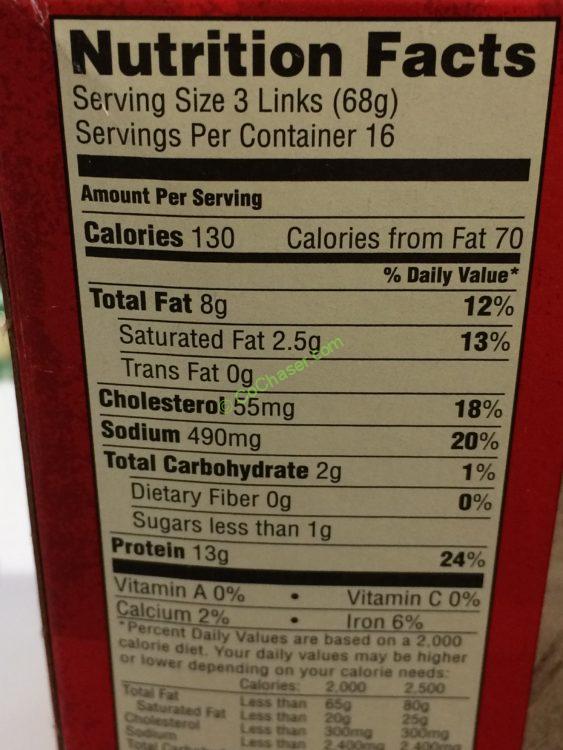 Nutrition Facts
Serving Size 3 Links (68g)
Servings Per Container 16
Amount Per Serving
Calories 130 Calories from Fat 70
% Daily Value*
Total Fat 8g 12%
Saturated Fat 2.5g 13%
Trans Fat 0g
Cholesterol 55mg 18%
Sodium 490mg 20%
Total Carbohydrate 2g 1%
Dietary Fiber 0g 0%
Sugars less than 1g
Protein 13g 24%
Vitamin A 0% • Vitamin C 0%
Calcium 2% • Iron 6%
*Percent Daily Values are based on a 2,000
calorie diet. Your daily values may be higher
or lower depending on your calorie needs:
Calories: 2,000 2,500
Total Fat Less than 65g 80g
Saturated Fat Less than 20g 25g
Cholesterol Less than 300mg 300mg
Sodium Less than 2,400mg 2,400mg
Total
© CoChaser.com